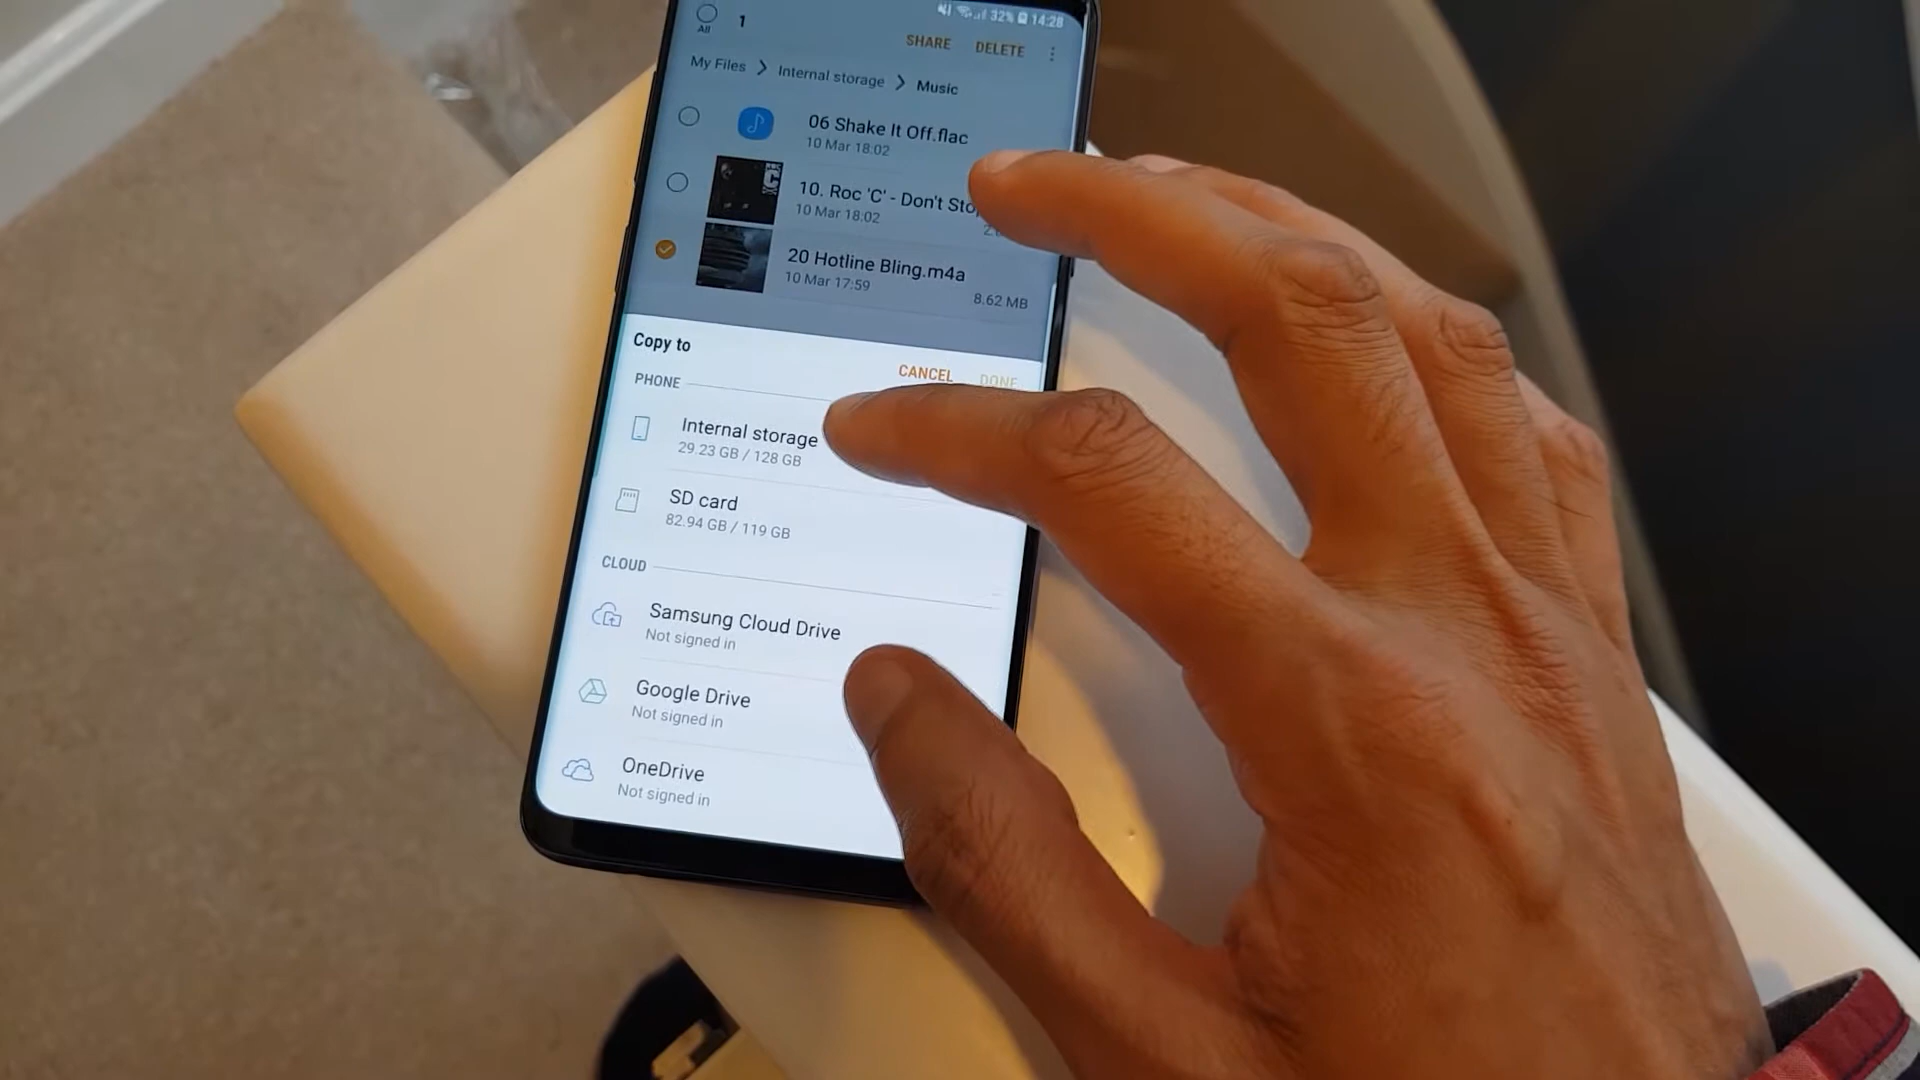 1
32% 14:28
All
SHARE DELETE
My Files > Internal storage > Music
06 Shake It Off.flac
10 Mar 18:02
10. Roc 'C' - Don't Sto
10 Mar 18:02
20 Hotline Bling.m4a
10 Mar 17:59
8.62 MB
Copy to
CANCEL DONE
PHONE
Internal storage
29.23 GB / 128 GB
SD card
82.94 GB / 119 GB
CLOUD
Samsung Cloud Drive
Not signed in
Google Drive
Not signed in
OneDrive
Not signed in